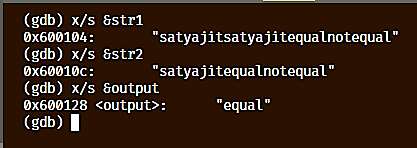 (gdb) x/s &str1
0x600104: "satyajitsatyajitequalnotequal"
(gdb) x/s &str2
0x60010c: "satyajitequalnotequal"
(gdb) x/s &output
0x600128 <output>: "equal"
(gdb)